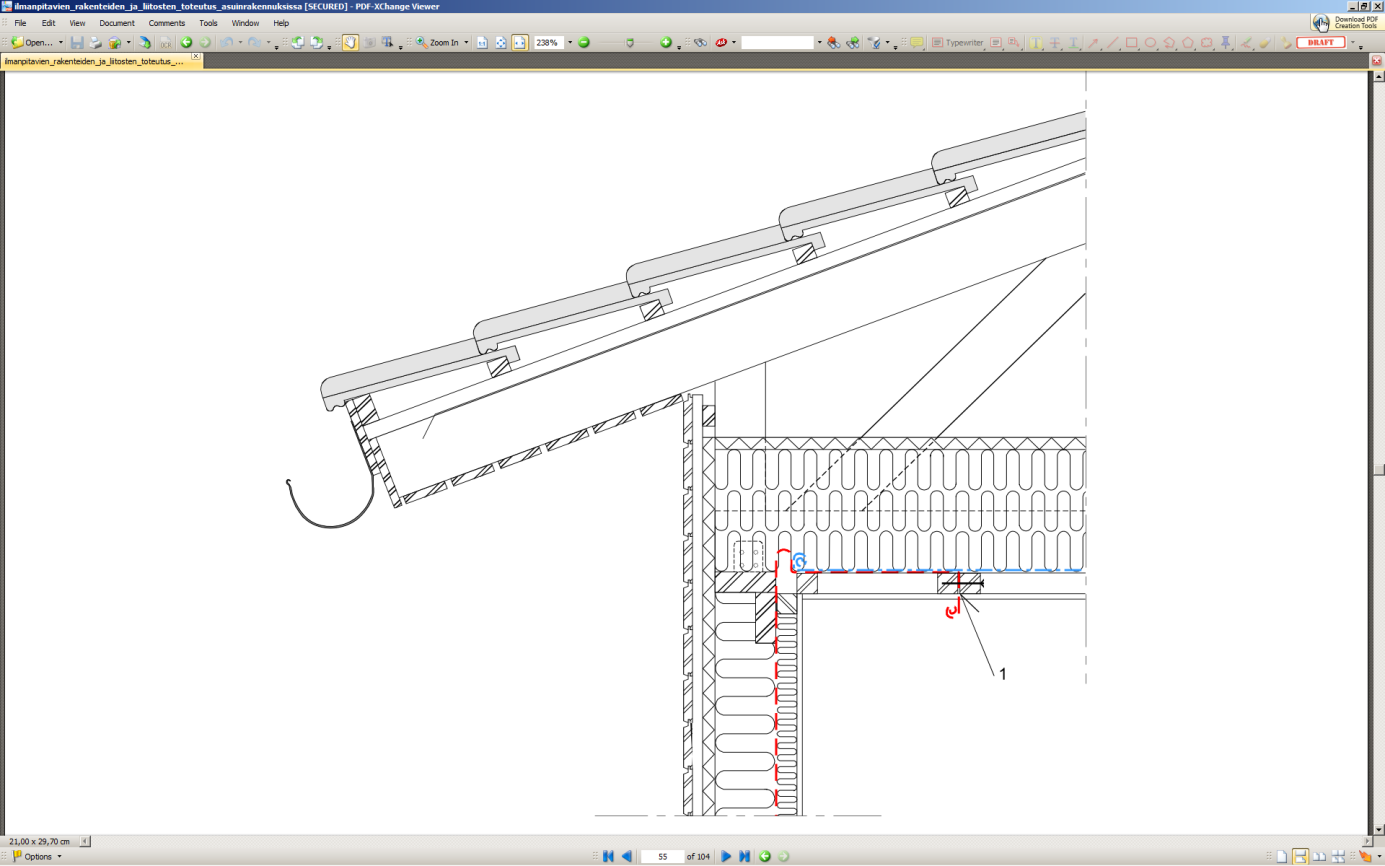 ilmanpitavien_rakenteiden_ja_liitosten_toteutus_asuinrakennuksissa [SECURED] - PDF-XChange Viewer
File Edit View Document Comments Tools Window Help
Download PDF
Creation Tools
Open... Zoom In 238% Typewriter DRAFT
ilmanpitavien_rakenteiden_ja_liitosten_toteutus_...
1
21,00 x 29,70 cm
Options 55 of 104